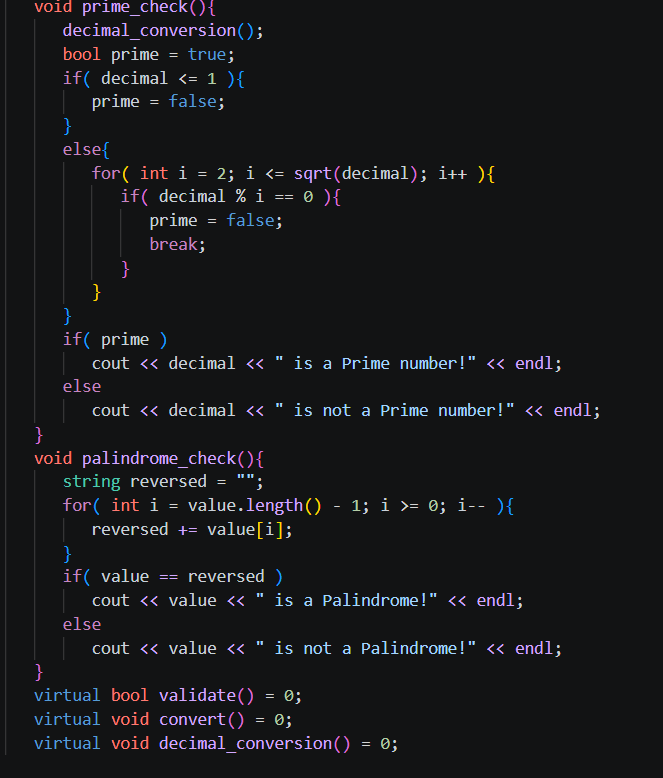 void prime_check(){
decimal_conversion();
bool prime = true;
if( decimal <= 1 ){
prime = false;
}
else{
for( int i = 2; i <= sqrt(decimal); i++ ){
if( decimal % i == 0 ){
prime = false;
break;
}
}
}
if( prime )
cout << decimal << " is a Prime number!" << endl;
else
cout << decimal << " is not a Prime number!" << endl;
}
void palindrome_check(){
string reversed = "";
for( int i = value.length() - 1; i >= 0; i-- ){
reversed += value[i];
}
if( value == reversed )
cout << value << " is a Palindrome!" << endl;
else
cout << value << " is not a Palindrome!" << endl;
}
virtual bool validate() = 0;
virtual void convert() = 0;
virtual void decimal_conversion() = 0;